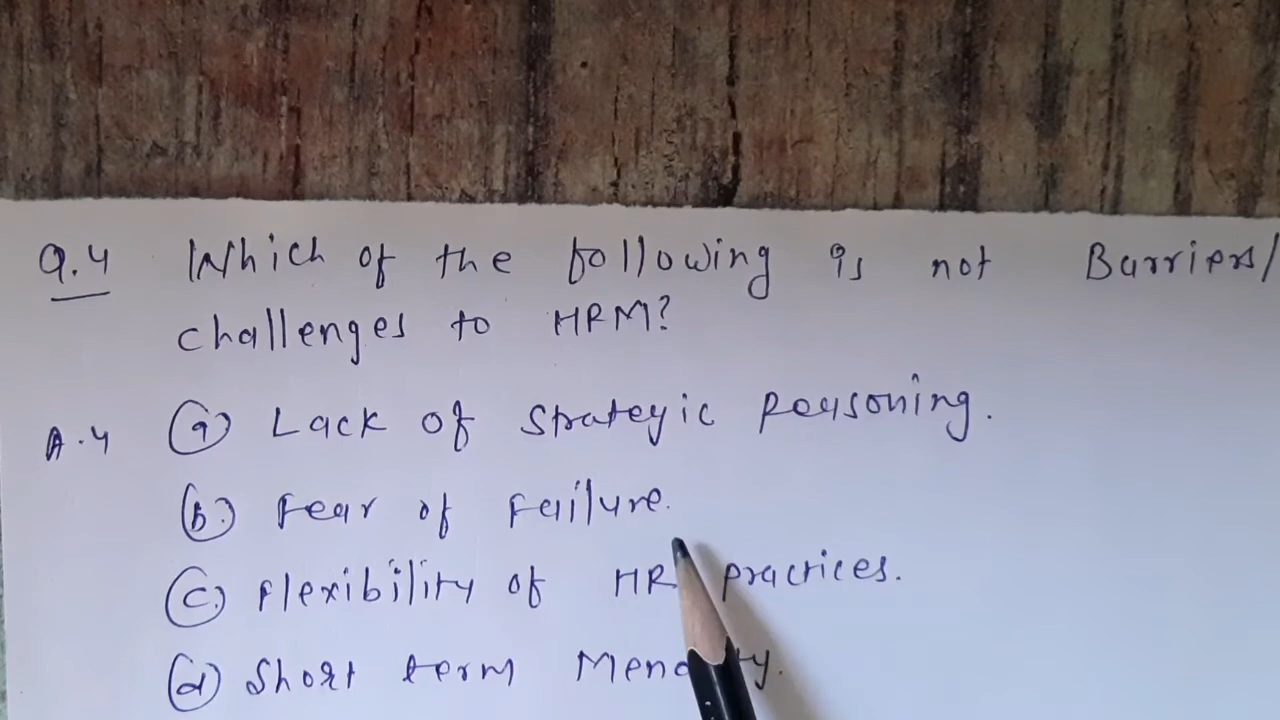 Q.4 Which of the following is not Barriers/
challenges to HRM?
A.4 (a) Lack of Strategic Reasoning.
(b.) Fear of Failure.
(c.) Flexibility of HR practices.
(d) Short term